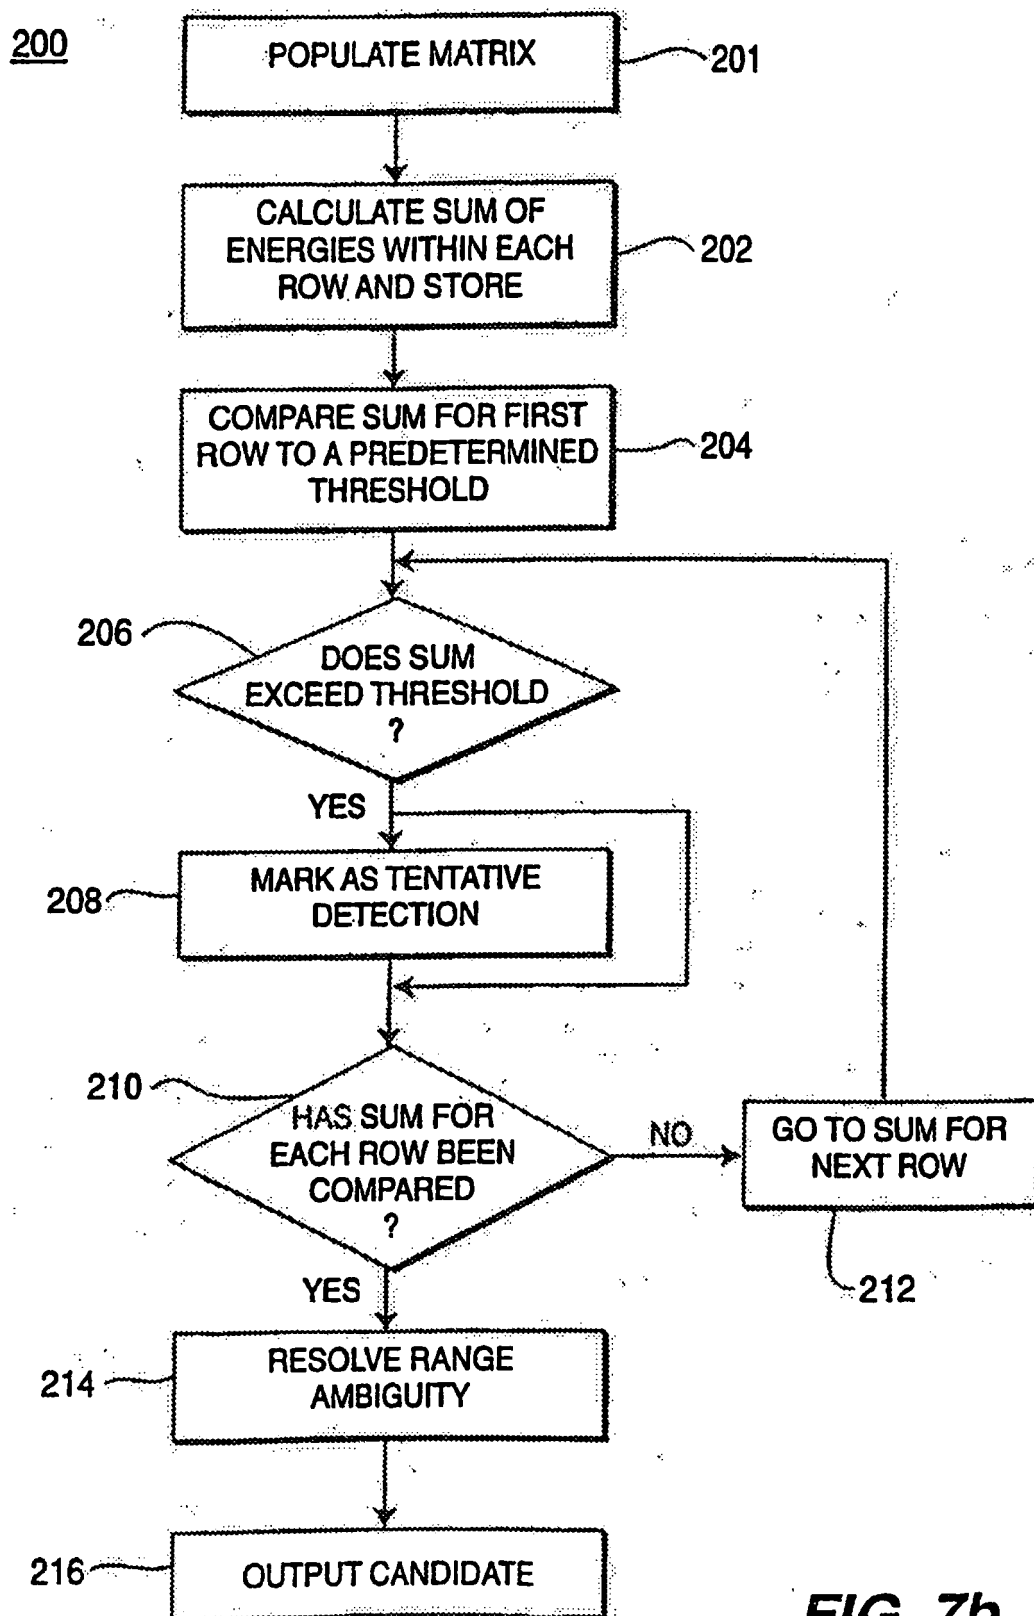 200
POPULATE MATRIX
201
CALCULATE SUM OF
ENERGIES WITHIN EACH
ROW AND STORE
202
COMPARE SUM FOR FIRST
ROW TO A PREDETERMINED
THRESHOLD
204
206
DOES SUM
EXCEED THRESHOLD
?
YES
208
MARK AS TENTATIVE
DETECTION
210
HAS SUM FOR
EACH ROW BEEN
COMPARED
?
NO
GO TO SUM FOR
NEXT ROW
212
YES
214
RESOLVE RANGE
AMBIGUITY
216
OUTPUT CANDIDATE
FIG. 7b